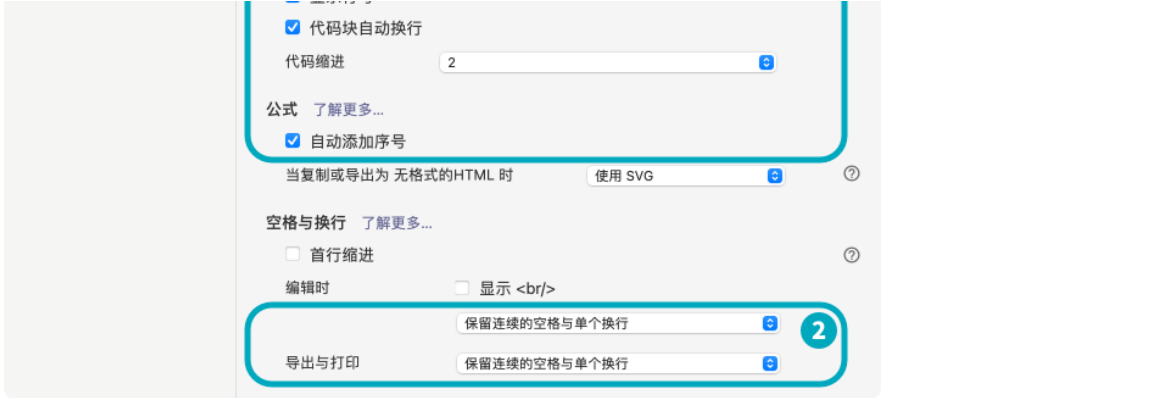 代码块自动换行
代码缩进 2
公式 了解更多...
自动添加序号
当复制或导出为 无格式的HTML 时 使用 SVG
空格与换行 了解更多...
首行缩进
编辑时 显示 <br/>
保留连续的空格与单个换行 2
导出与打印 保留连续的空格与单个换行